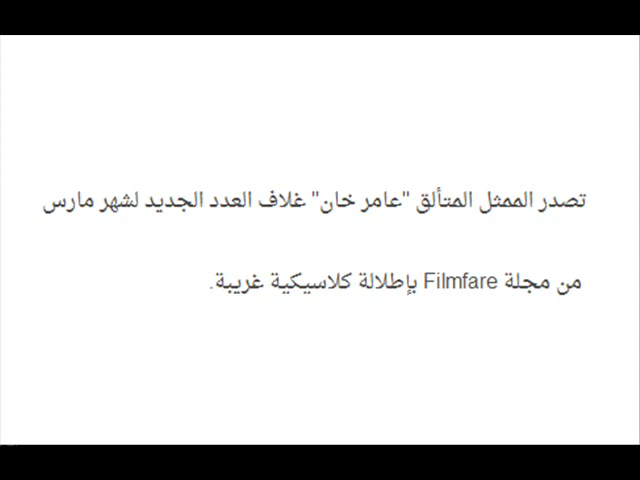 تصدر الممثل المتألق "عامر خان" غلاف العدد الجديد لشهر مارس
من مجلة Filmfare بإطلالة كلاسيكية غريبة.